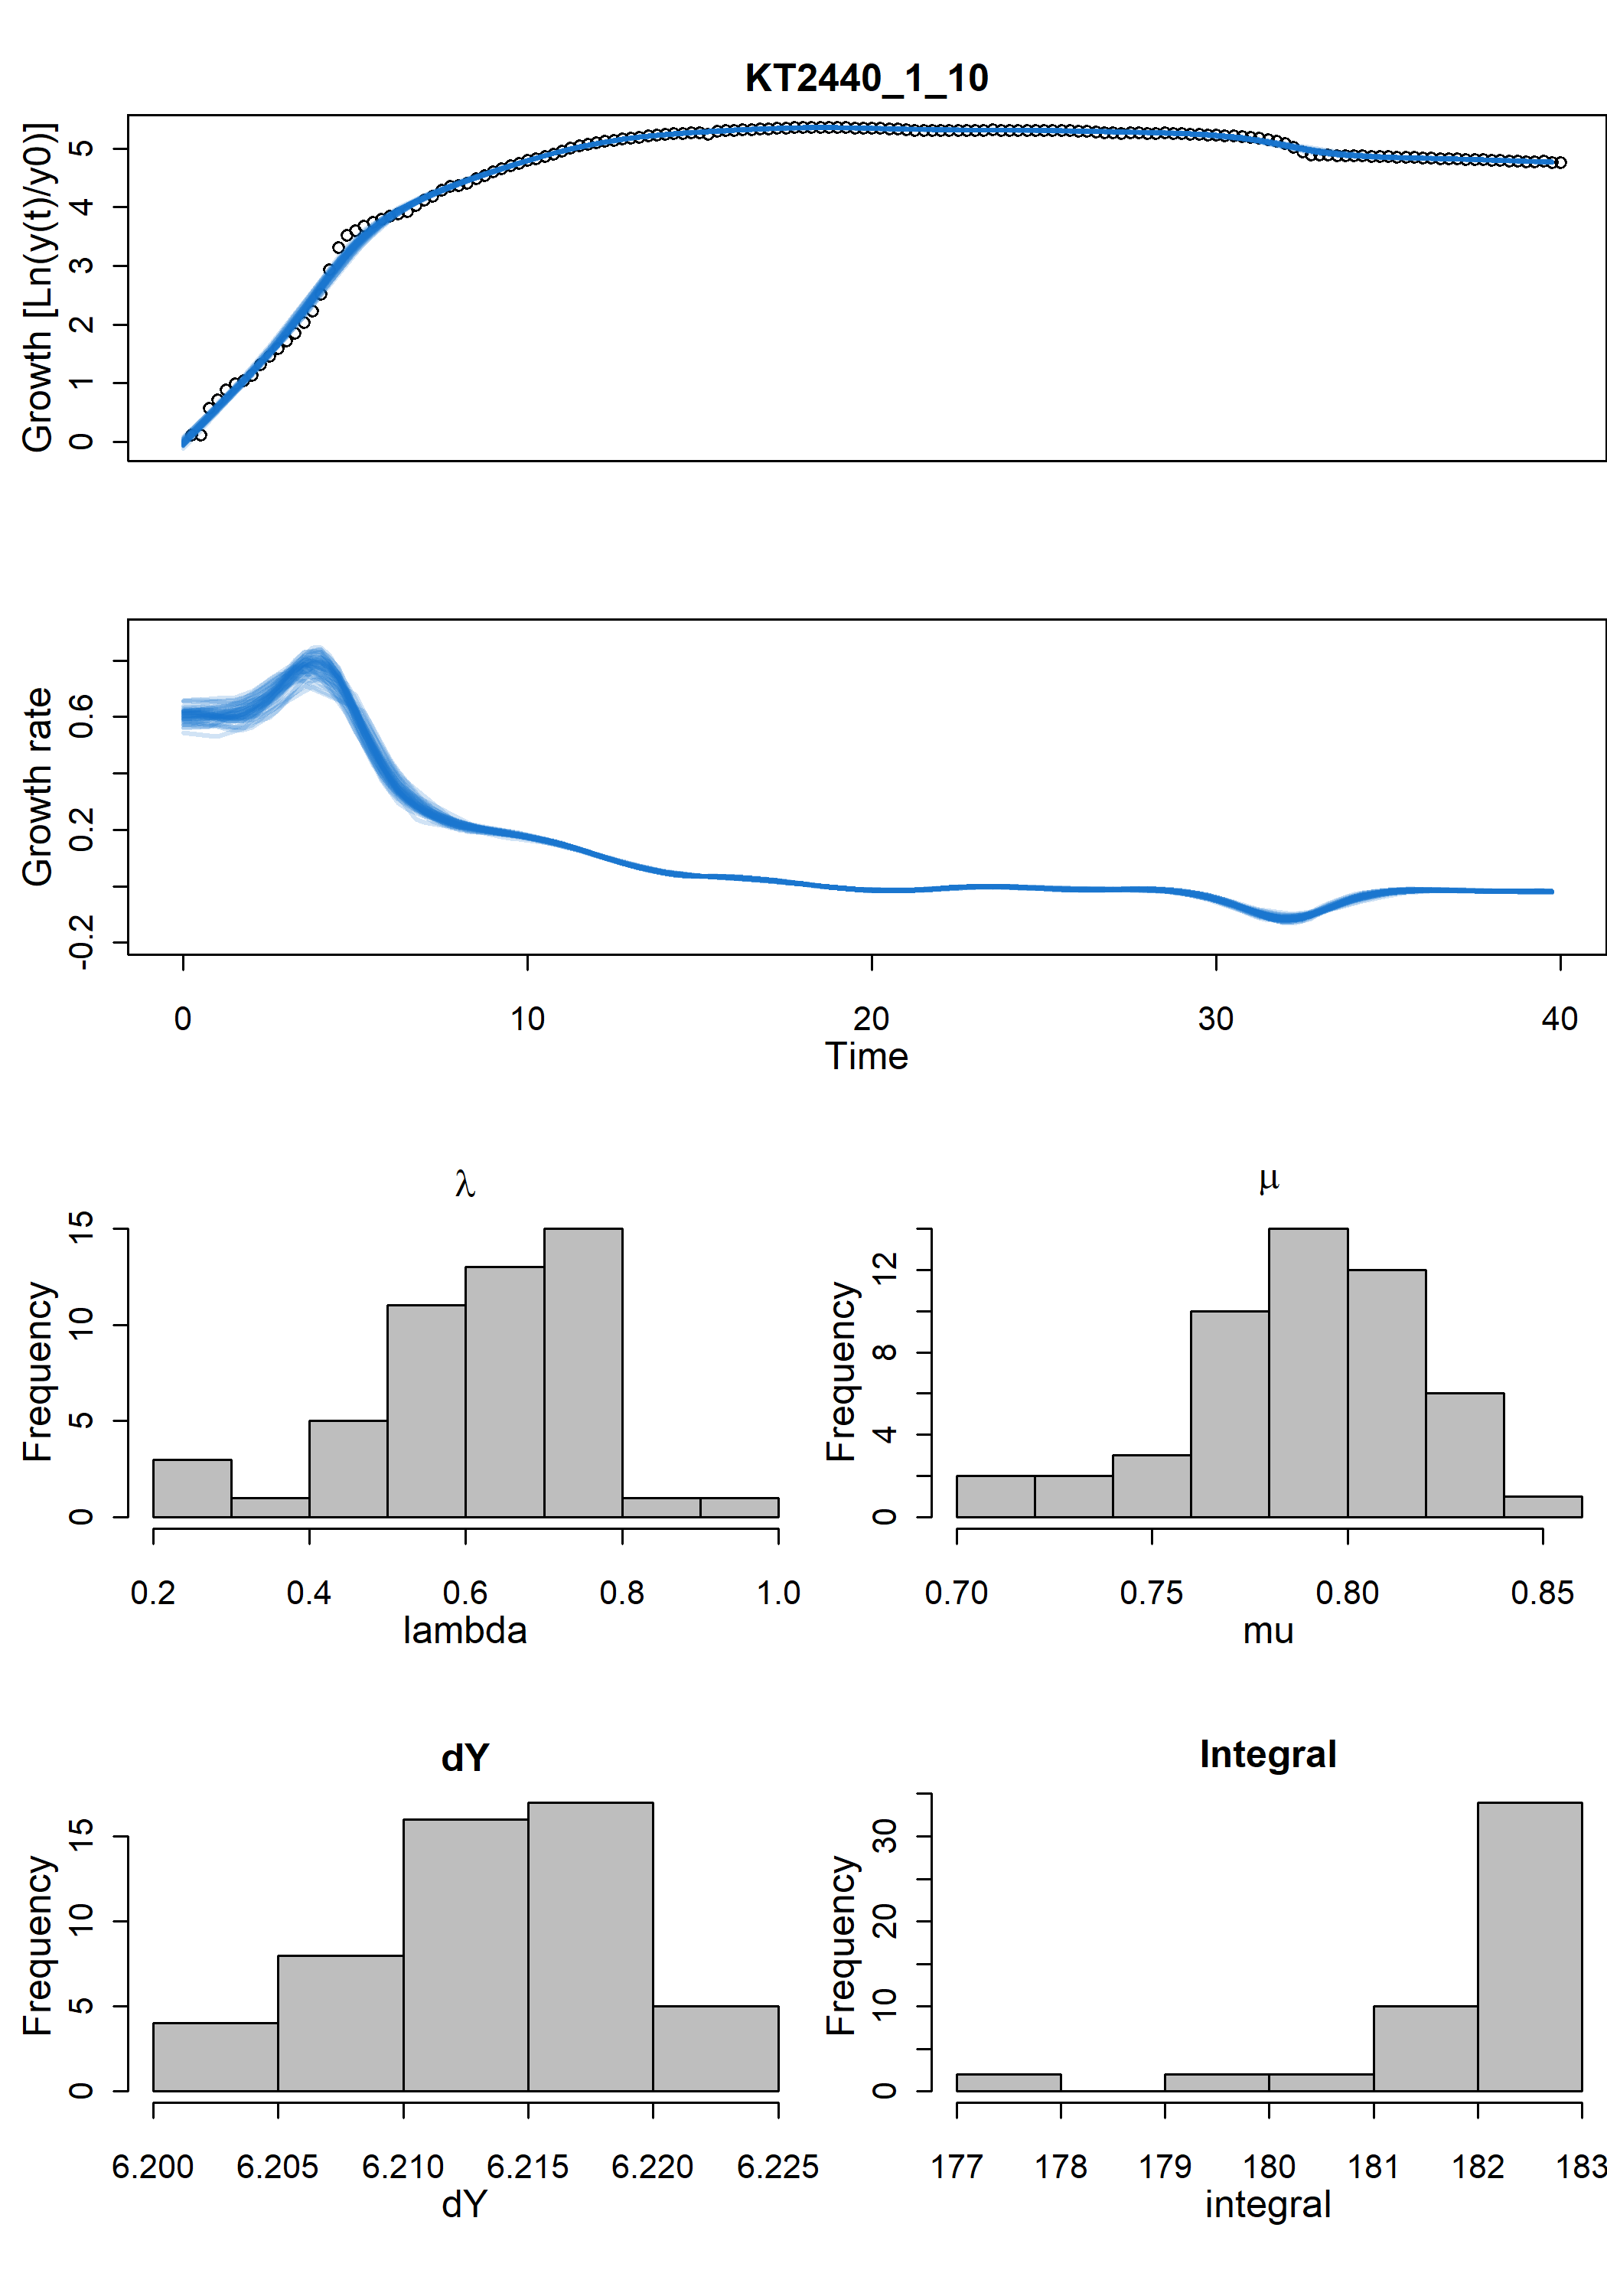 KT2440_1_10
Growth [Ln(y(t)/y0)]
0 1 2 3 4 5
Growth rate
-0.2 0.2 0.6
0 10 20 30 40
Time
λ
Frequency
0 5 10 15
0.2 0.4 0.6 0.8 1.0
lambda
μ
Frequency
0 4 8 12
0.70 0.75 0.80 0.85
mu
dY
Frequency
0 5 10 15
6.200 6.205 6.210 6.215 6.220 6.225
dY
Integral
Frequency
0 10 20 30
177 178 179 180 181 182 183
integral